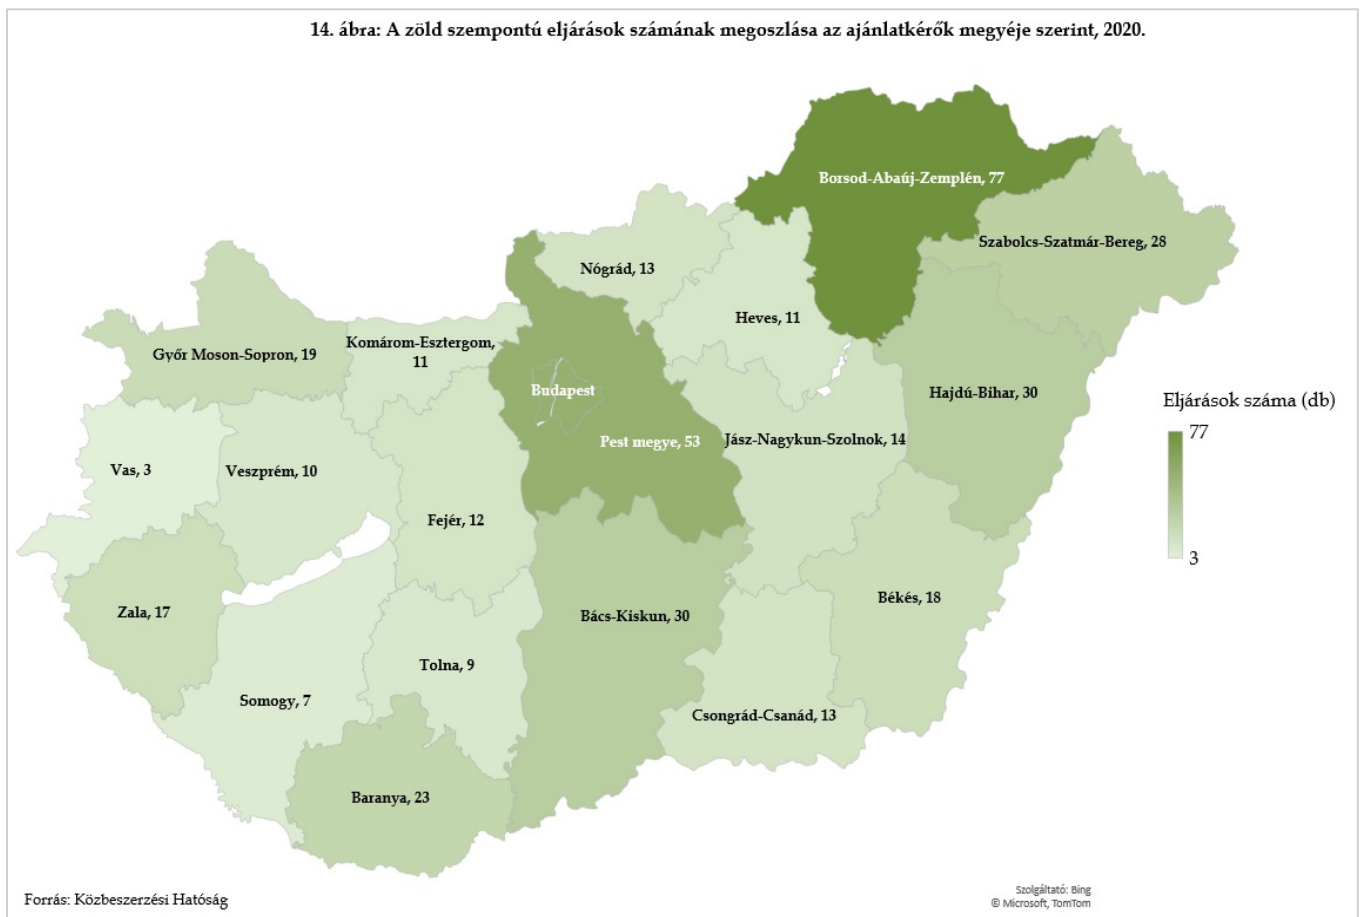 14. ábra: A zöld szempontú eljárások számának megoszlása az ajánlatkérők megyéje szerint, 2020.
Borsod-Abaúj-Zemplén, 77
Szabolcs-Szatmár-Bereg, 28
Nógrád, 13
Heves, 11
Győr Moson-Sopron, 19
Komárom-Esztergom,
11
Budapest
Hajdú-Bihar, 30
Eljárások száma (db)
77
3
Pest megye, 53
Jász-Nagykun-Szolnok, 14
Vas, 3
Veszprém, 10
Fejér, 12
Zala, 17
Bács-Kiskun, 30
Békés, 18
Tolna, 9
Somogy, 7
Csongrád-Csanád, 13
Baranya, 23
Forrás: Közbeszerzési Hatóság
Szolgáltató: Bing
© Microsoft, TomTom